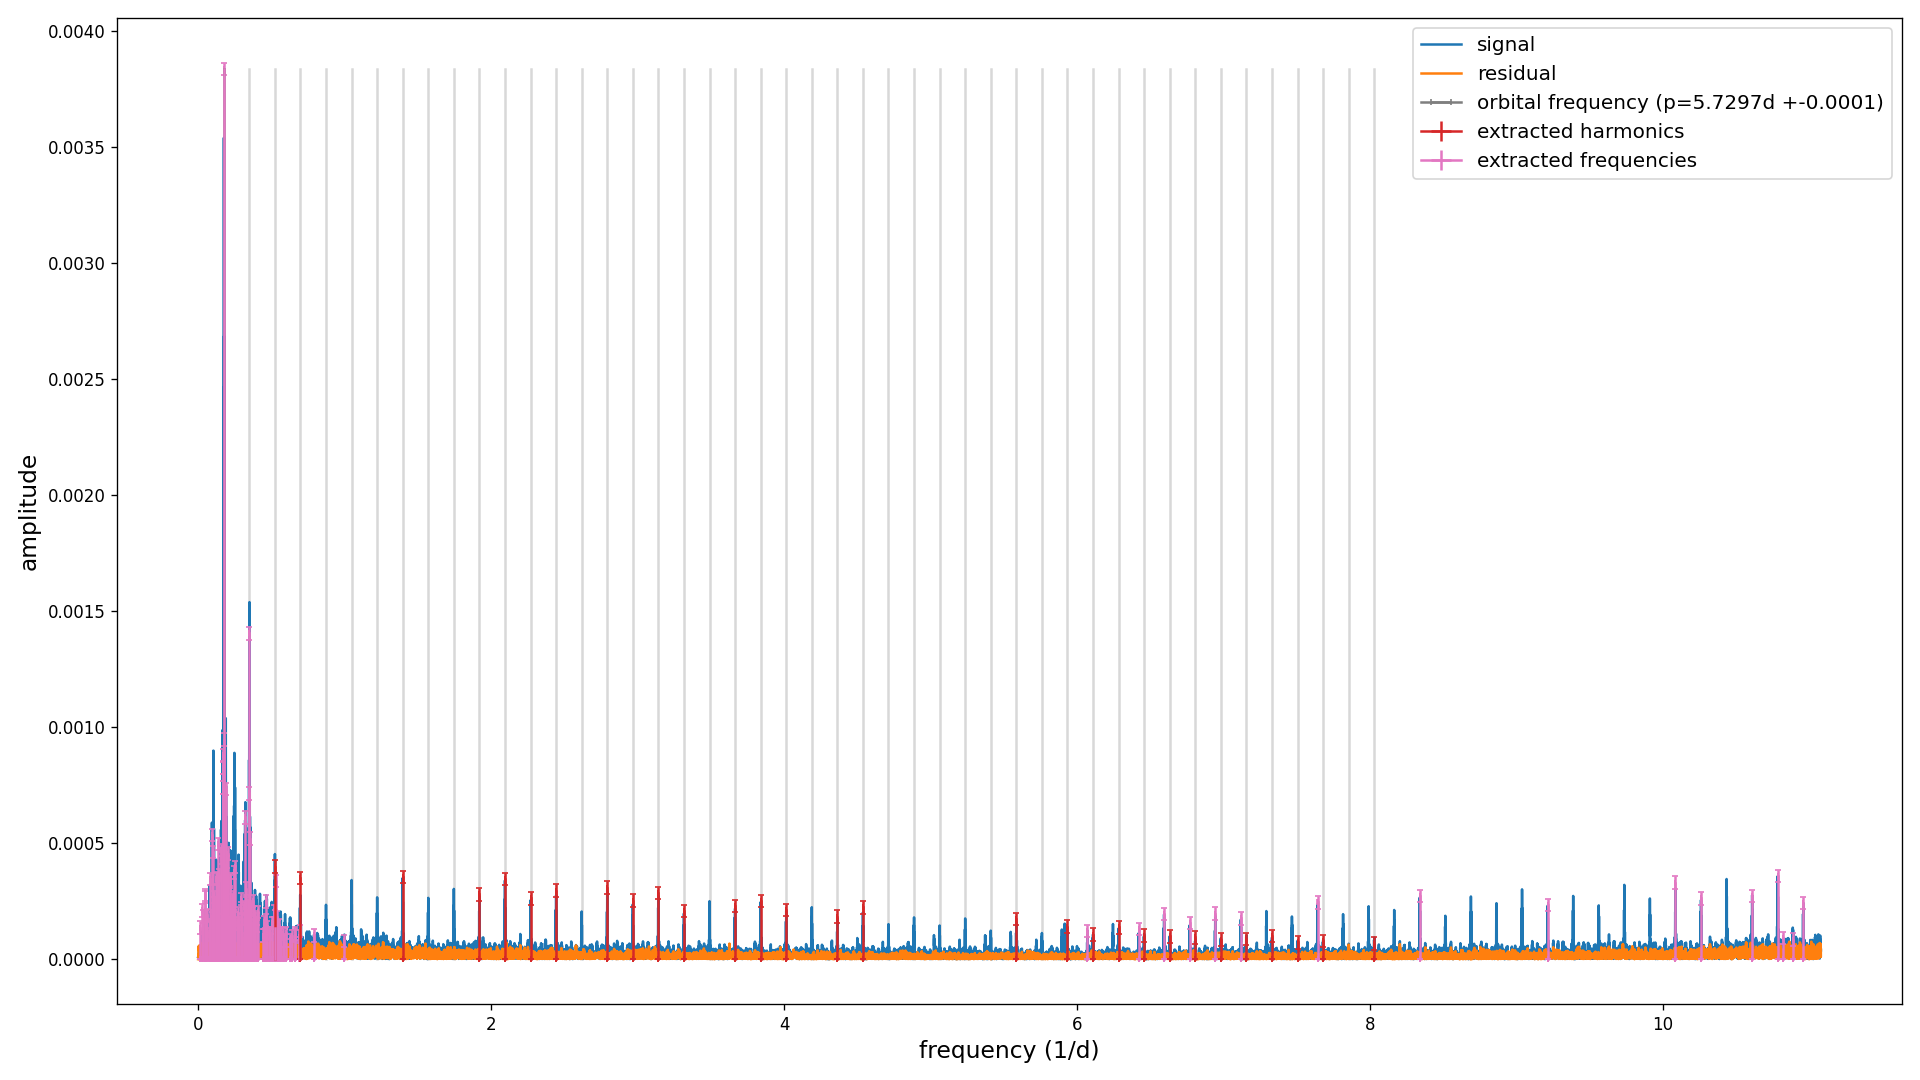 signal
residual
orbital frequency (p=5.7297d +-0.0001)
extracted harmonics
extracted frequencies
0.0040
0.0035
0.0030
0.0025
0.0020
0.0015
0.0010
0.0005
0.0000
amplitude
0 2 4 6 8 10
frequency (1/d)